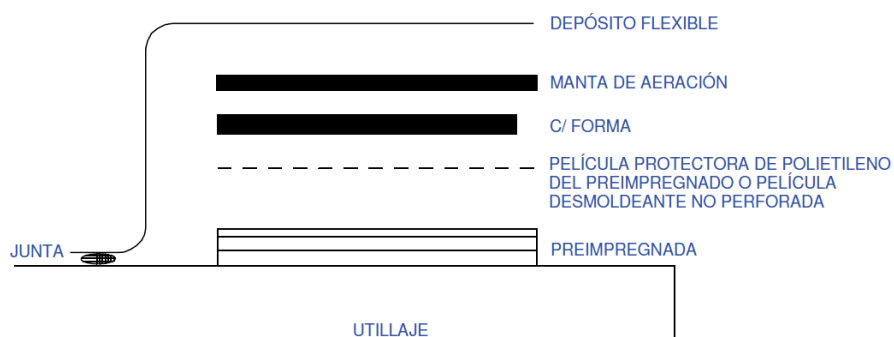 DEPÓSITO FLEXIBLE
MANTA DE AERACIÓN
C/ FORMA
PELÍCULA PROTECTORA DE POLIETILENO
DEL PREIMPREGNADO O PELÍCULA
DESMOLDEANTE NO PERFORADA
JUNTA
PREIMPREGNADA
UTILLAJE